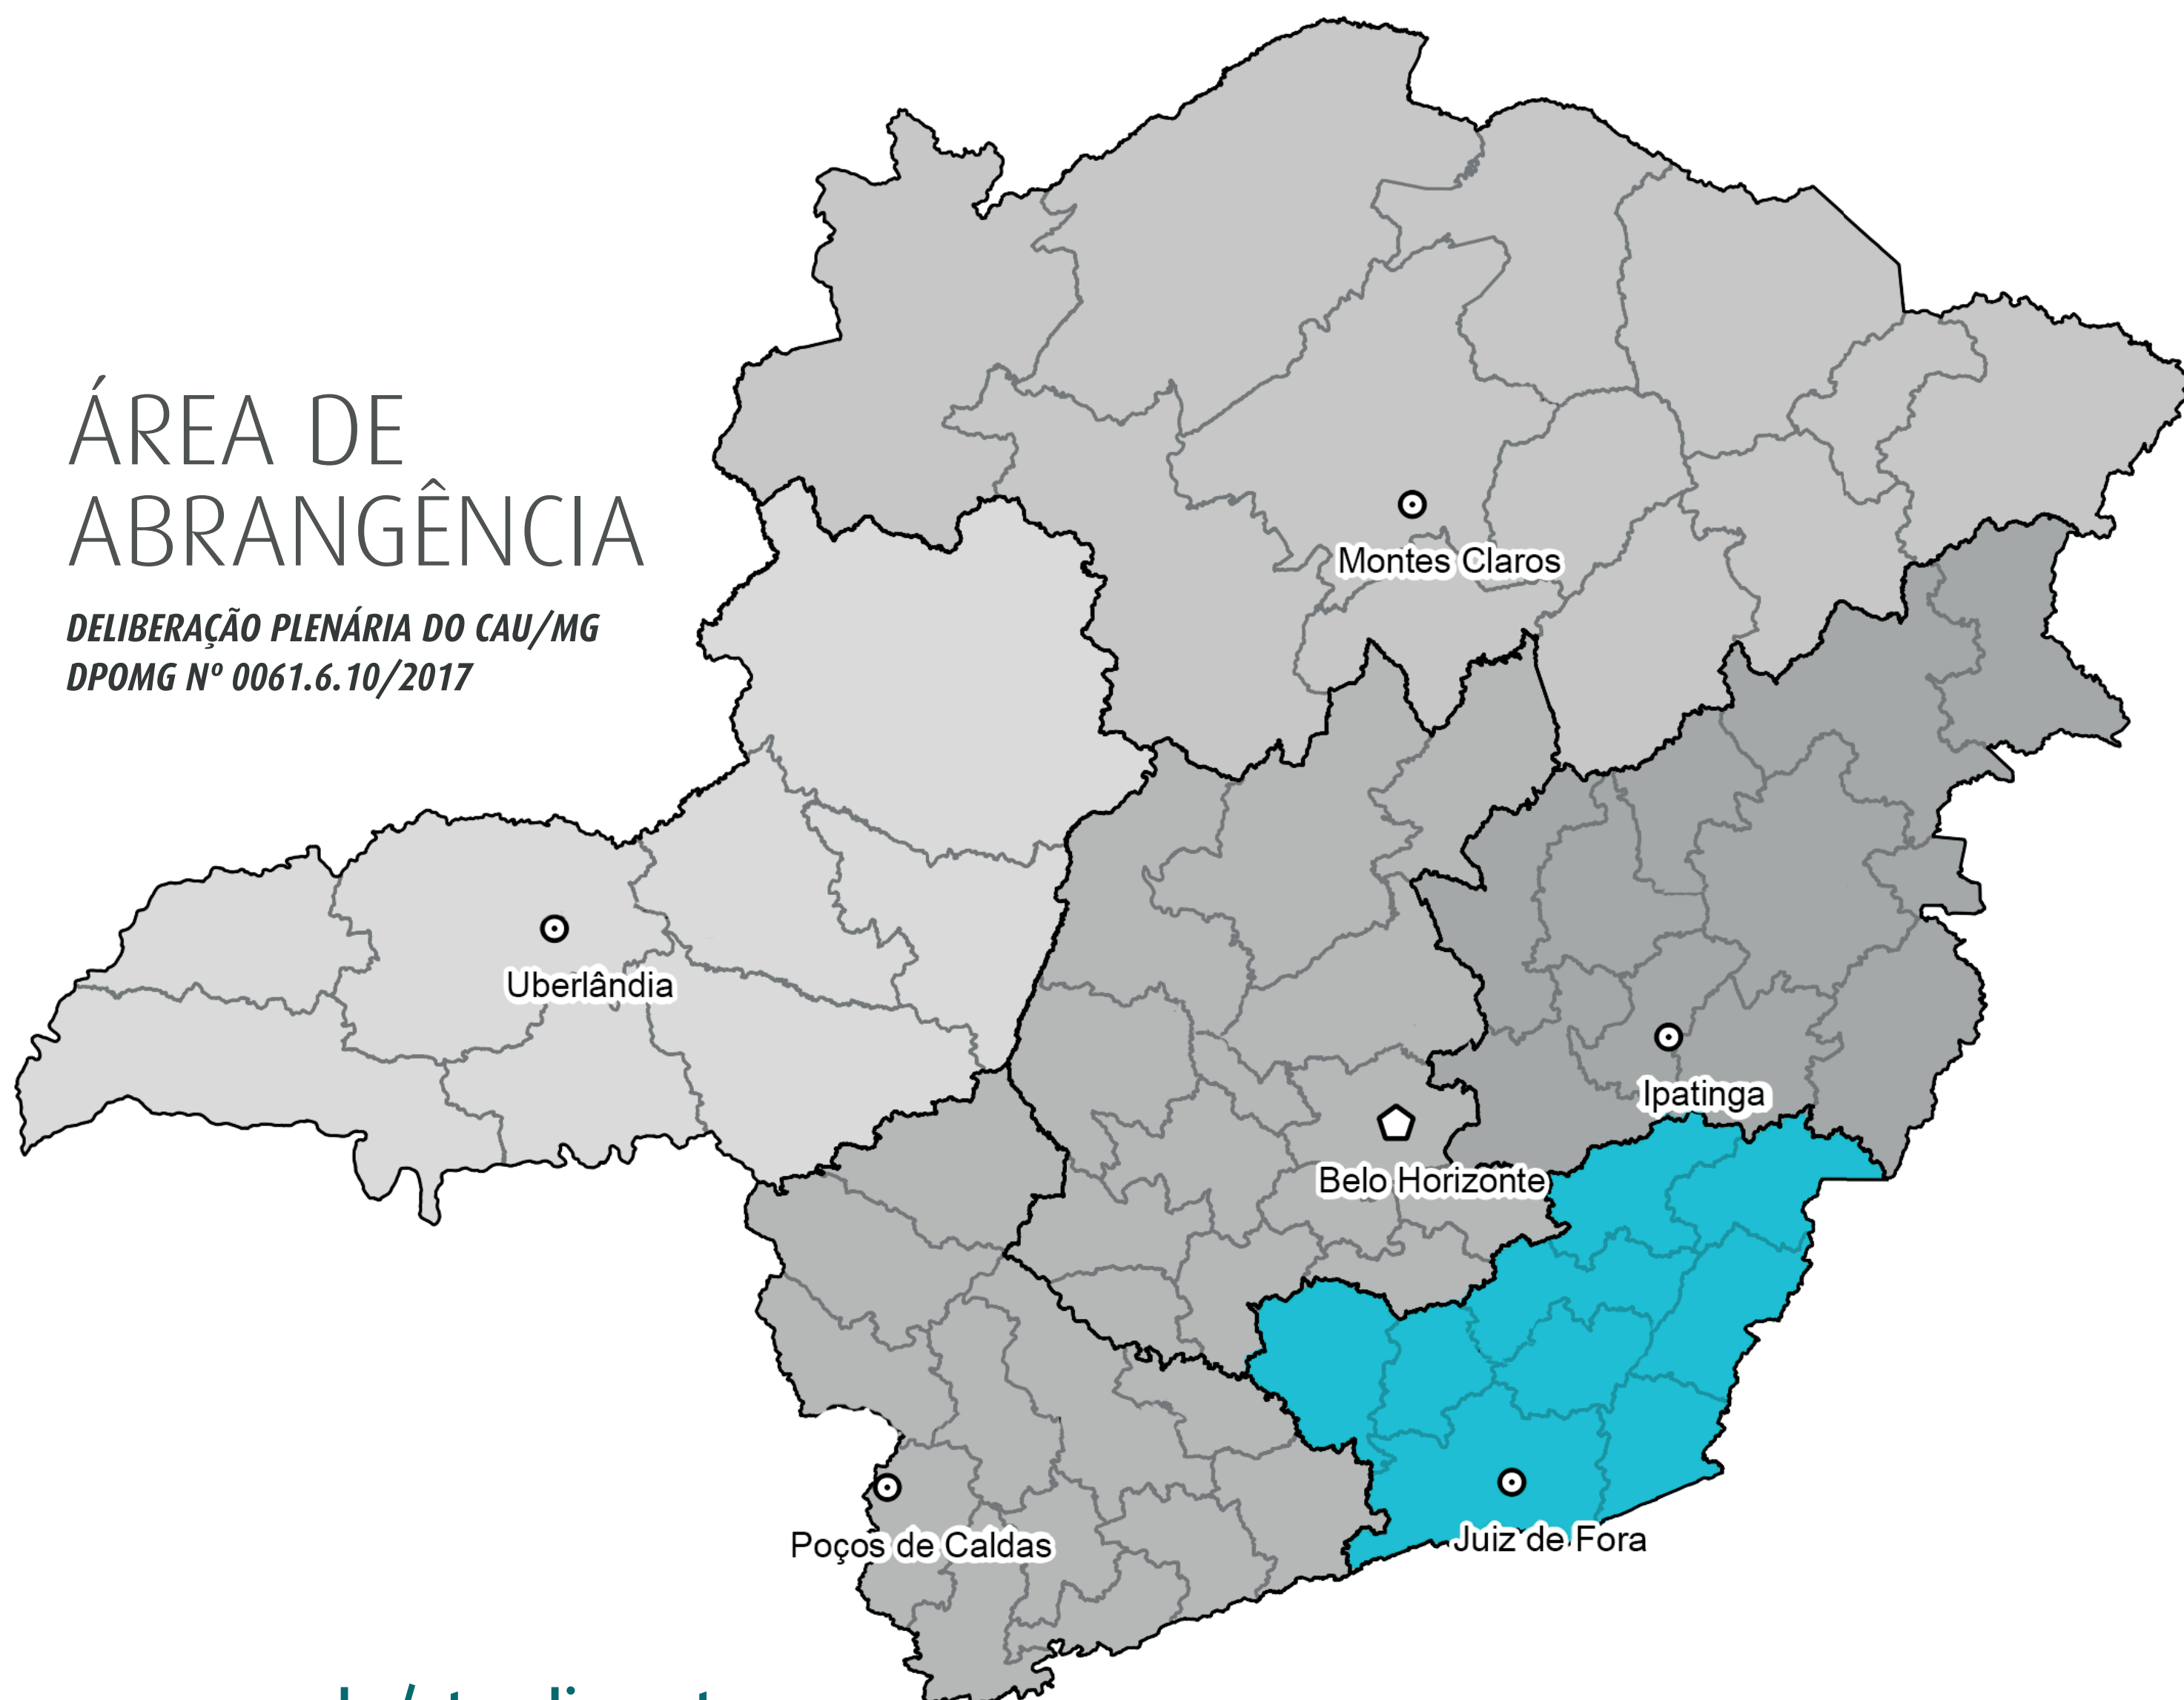 ÁREA DE
ABRANGÊNCIA
DELIBERAÇÃO PLENÁRIA DO CAU/MG
DPOMG Nº 0061.6.10/2017
Montes Claros
Uberlândia
Ipatinga
Belo Horizonte
Poços de Caldas
Juiz de Fora